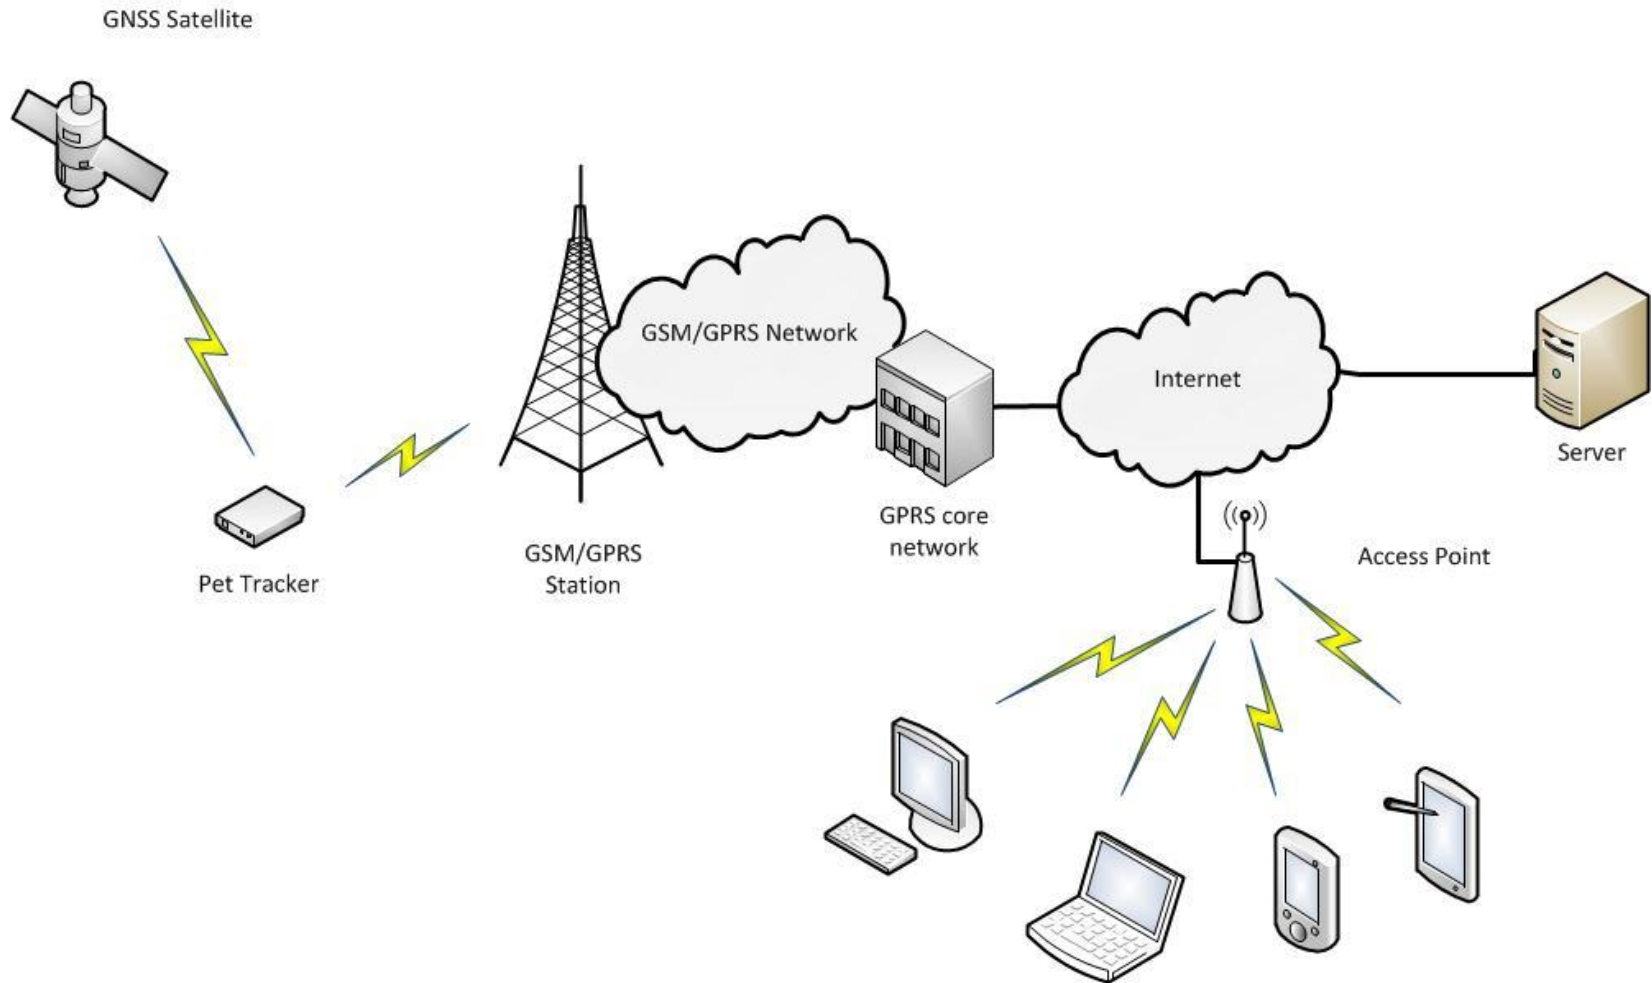 GNSS Satellite
GSM/GPRS Network
Internet
Server
GPRS core
network
GSM/GPRS
Station
Access Point
Pet Tracker